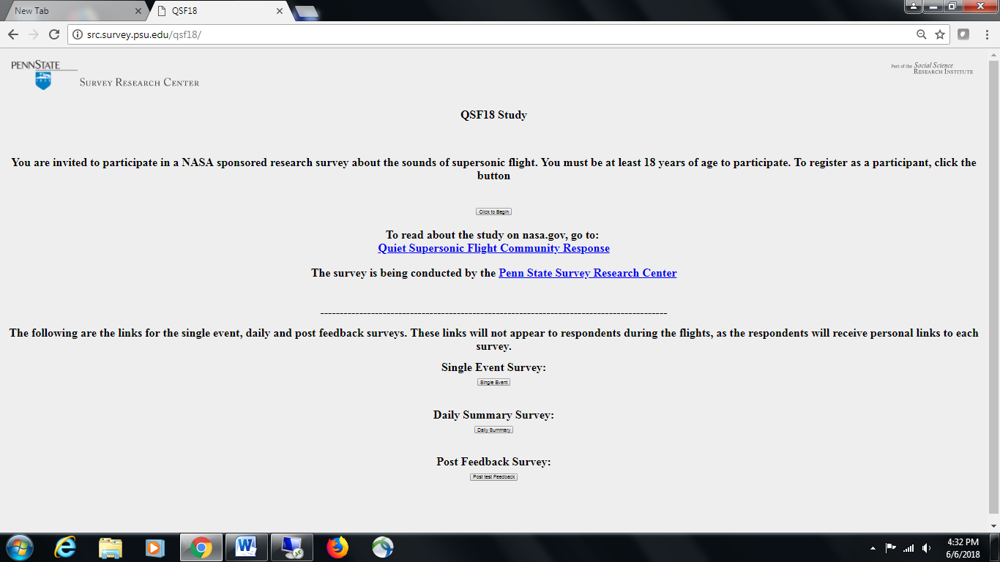 New Tab
QSF18
src.survey.psu.edu/qsf18/
PENNSTATE
1855
SURVEY RESEARCH CENTER
Part of the Social Science
RESEARCH INSTITUTE
QSF18 Study
You are invited to participate in a NASA sponsored research survey about the sounds of supersonic flight. You must be at least 18 years of age to participate. To register as a participant, click the
button
Click to Begin
To read about the study on nasa.gov, go to:
Quiet Supersonic Flight Community Response
The survey is being conducted by the Penn State Survey Research Center
------------------------------------------------------------------------------------------
The following are the links for the single event, daily and post feedback surveys. These links will not appear to respondents during the flights, as the respondents will receive personal links to each
survey.
Single Event Survey:
Single Event
Daily Summary Survey:
Daily Summary
Post Feedback Survey:
Post test Feedback
4:32 PM
6/6/2018